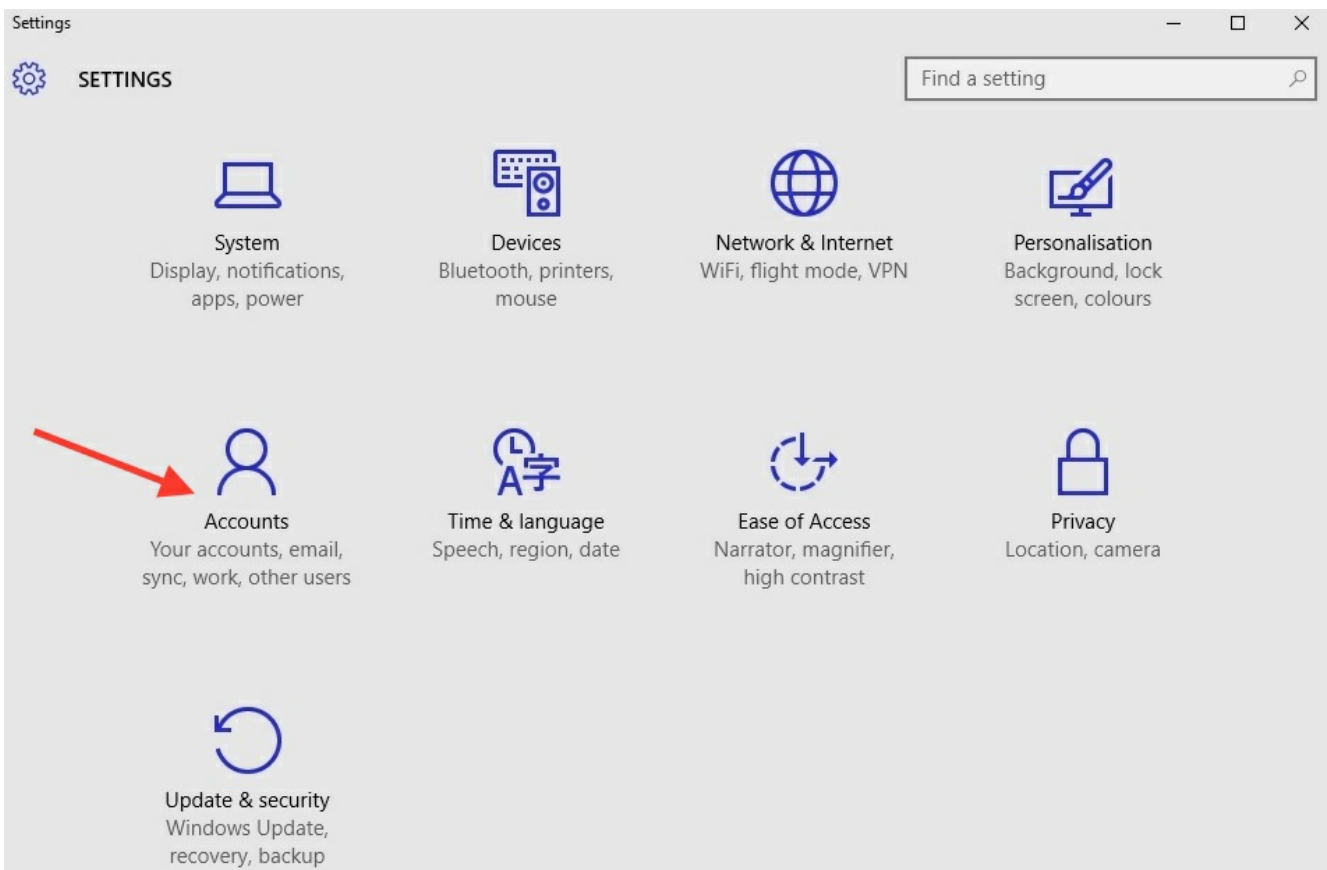 Settings
SETTINGS
Find a setting
System
Display, notifications,
apps, power
Devices
Bluetooth, printers,
mouse
Network & Internet
WiFi, flight mode, VPN
Personalisation
Background, lock
screen, colours
Accounts
Your accounts, email,
sync, work, other users
Time & language
Speech, region, date
Ease of Access
Narrator, magnifier,
high contrast
Privacy
Location, camera
Update & security
Windows Update,
recovery, backup